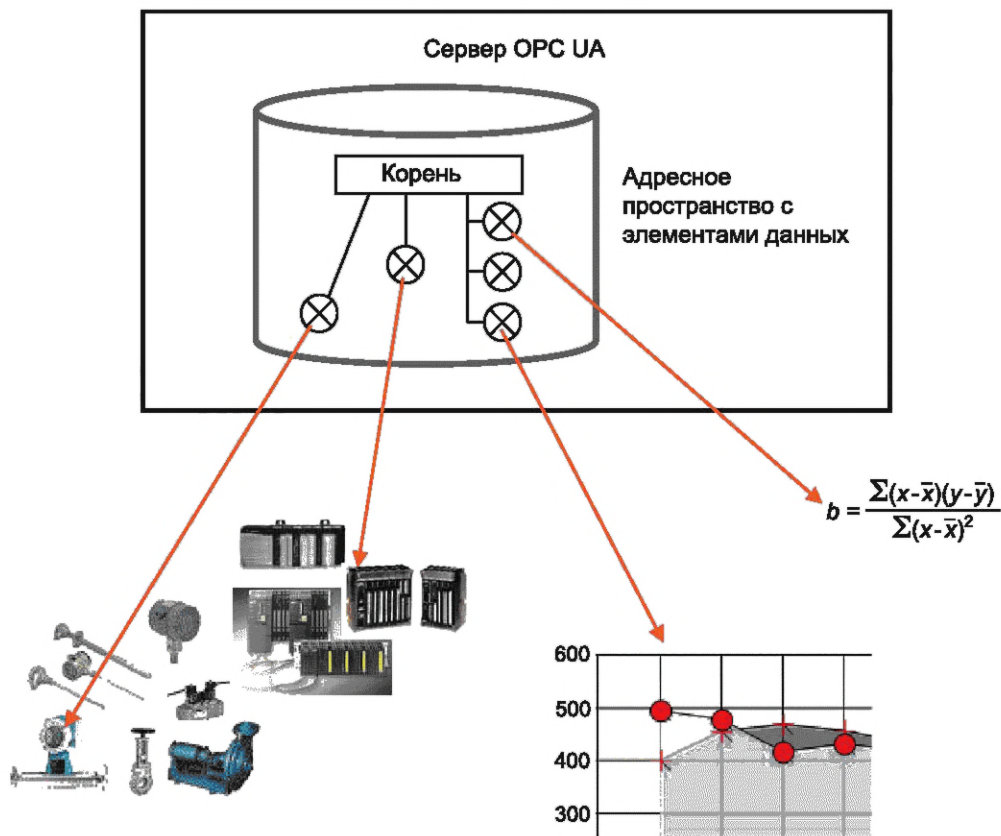 Сервер OPC UA
Корень
Адресное
пространство с
элементами данных
b = Σ(x-x̄)(y-ȳ) / Σ(x-x̄)²
600
500
400
300